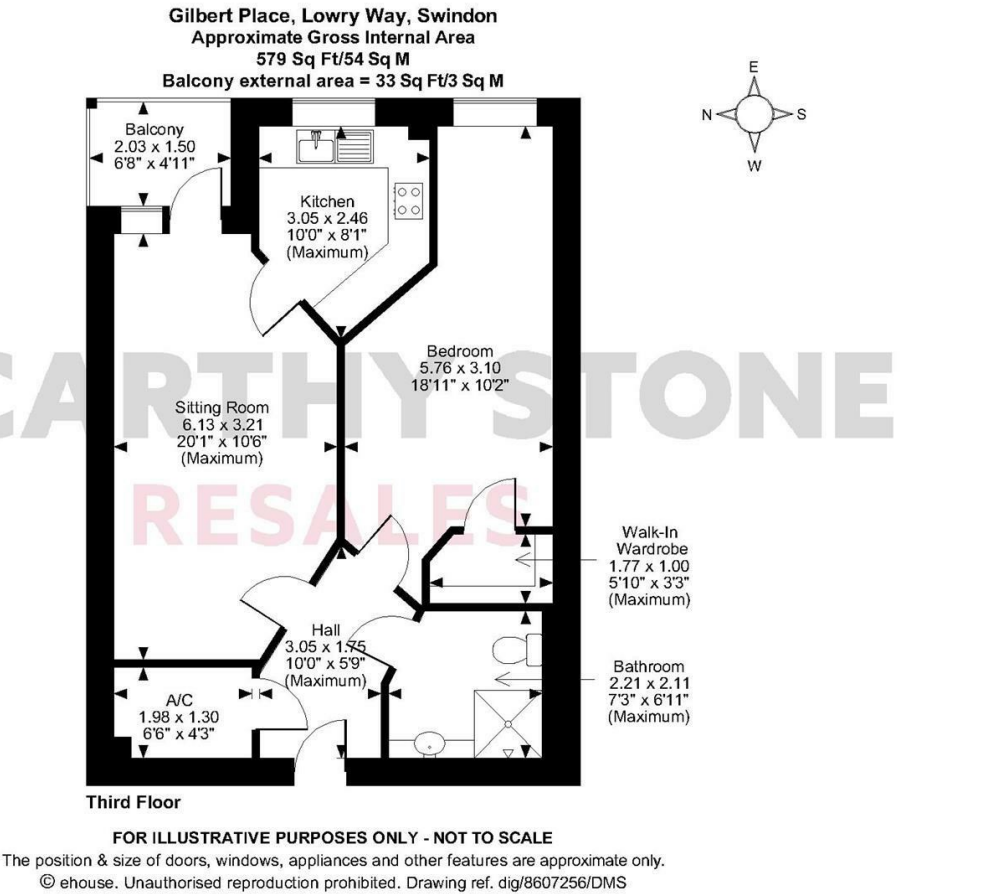 Gilbert Place, Lowry Way, Swindon
Approximate Gross Internal Area
579 Sq Ft/54 Sq M
Balcony external area = 33 Sq Ft/3 Sq M
E
N
S
W
Balcony
2.03 x 1.50
6'8" x 4'11"
Kitchen
3.05 x 2.46
10'0" x 8'1"
(Maximum)
Bedroom
5.76 x 3.10
18'11" x 10'2"
CARTHY STONE
RESALES
Sitting Room
6.13 x 3.21
20'1" x 10'6"
(Maximum)
Walk-In
Wardrobe
1.77 x 1.00
5'10" x 3'3"
(Maximum)
Hall
3.05 x 1.75
10'0" x 5'9"
(Maximum)
Bathroom
2.21 x 2.11
7'3" x 6'11"
(Maximum)
A/C
1.98 x 1.30
6'6" x 4'3"
Third Floor
FOR ILLUSTRATIVE PURPOSES ONLY - NOT TO SCALE
The position & size of doors, windows, appliances and other features are approximate only.
© ehouse. Unauthorised reproduction prohibited. Drawing ref. dig/8607256/DMS